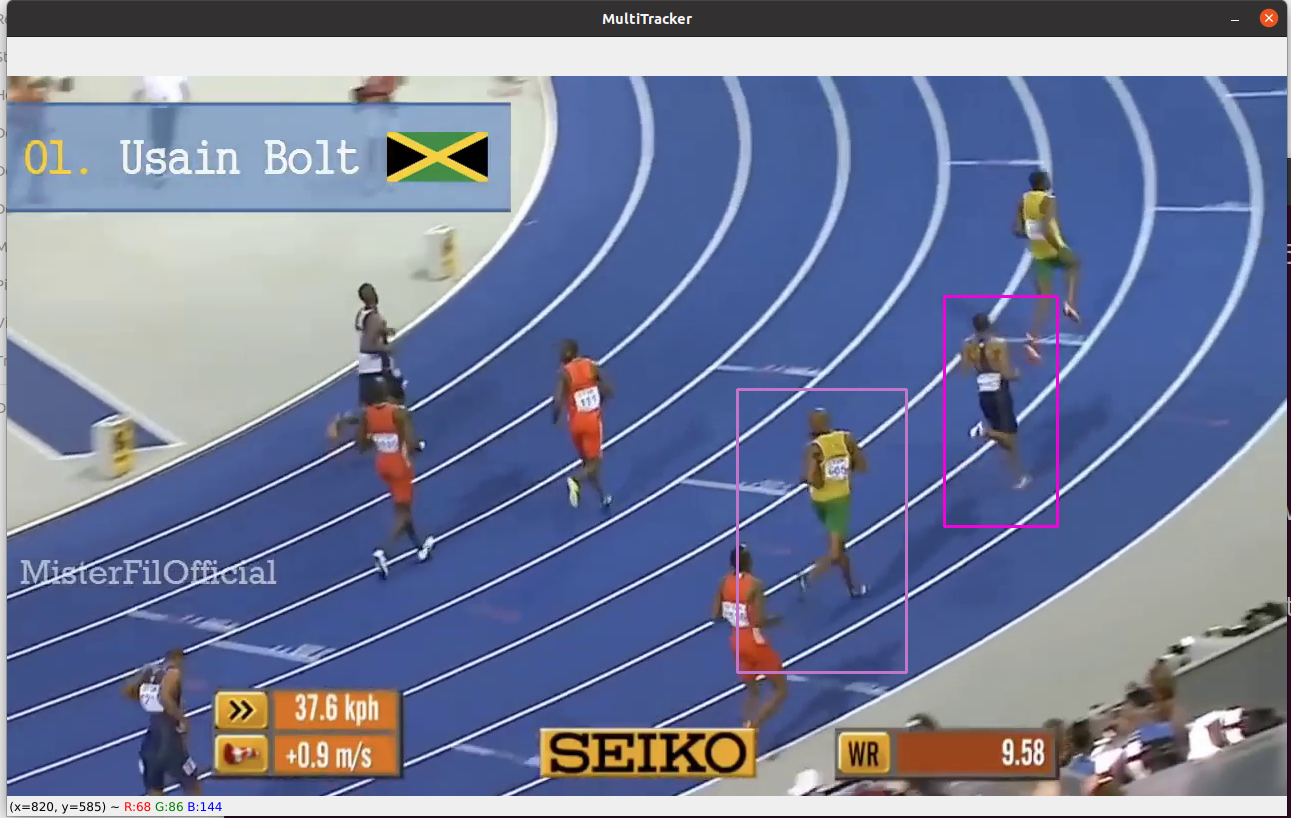 MultiTracker
01. Usain Bolt
111
MisterFilOfficial
37.6 kph
+0.9 m/s
SEIKO
WR 9.58
(x=820, y=585) ~ R:68 G:86 B:144